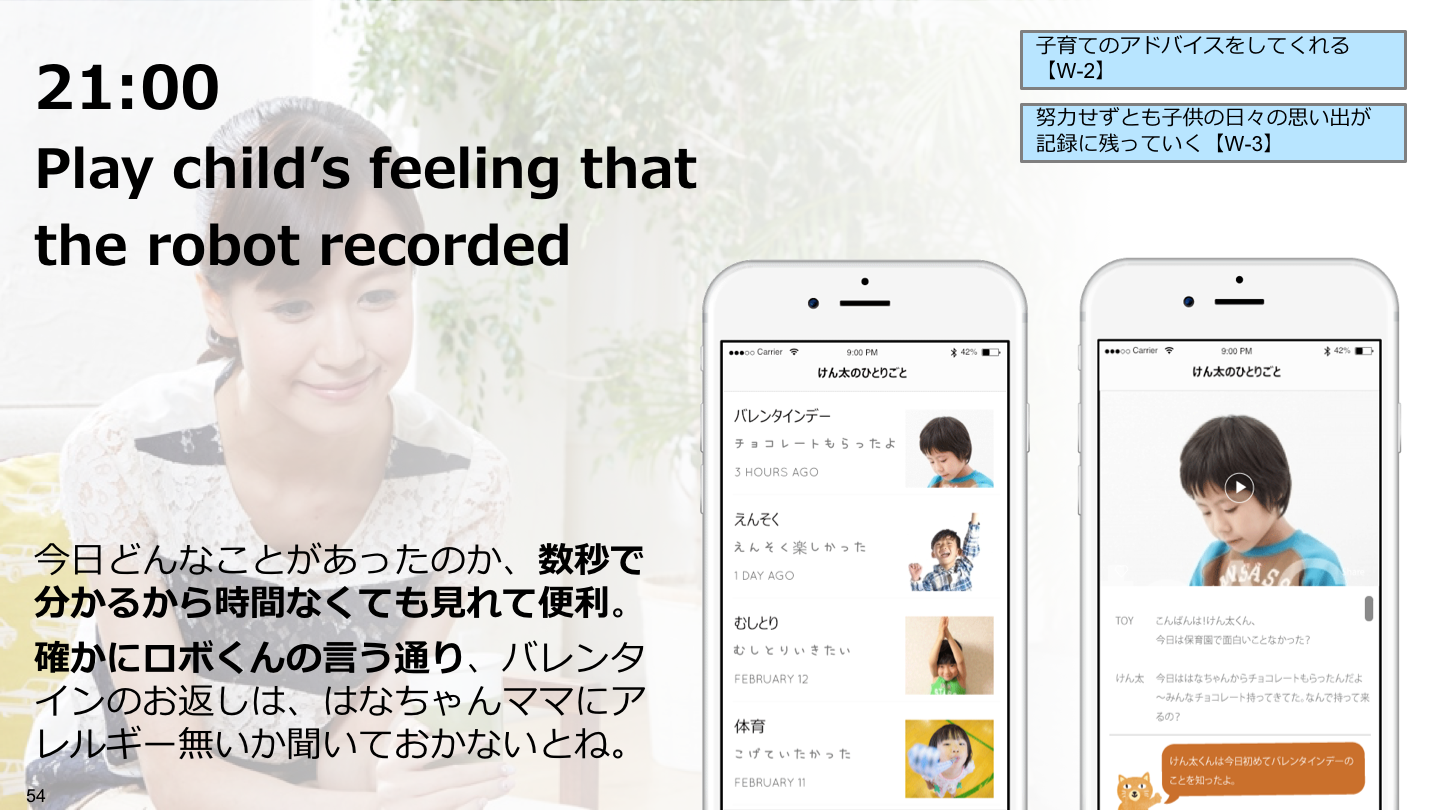 21:00
Play child’s feeling that
the robot recorded
子育てのアドバイスをしてくれる
【W-2】
努力せずとも子供の日々の思い出が
記録に残っていく【W-3】
今日どんなことがあったのか、数秒で
分かるから時間なくても見れて便利。
確かにロボくんの言う通り、バレンタ
インのお返しは、はなちゃんママにア
レルギー無いか聞いておかないとね。
54
Carrier 9:00 PM 42%
けん太のひとりごと
バレンタインデー
チョコレートもらったよ
3 HOURS AGO
えんそく
えんそく楽しかった
1 DAY AGO
むしとり
むしとりいきたい
FEBRUARY 12
体育
こげていたかった
FEBRUARY 11
Carrier 9:00 PM 42%
けん太のひとりごと
TOY こんばんは!けん太くん、
今日は保育園で面白いことなかった?
けん太 今日ははなちゃんからチョコレートもらったんだよ
〜みんなチョコレート持ってきてた。なんで持って来
るの?
けん太くんは今日初めてバレンタインデーの
ことを知ったよ。